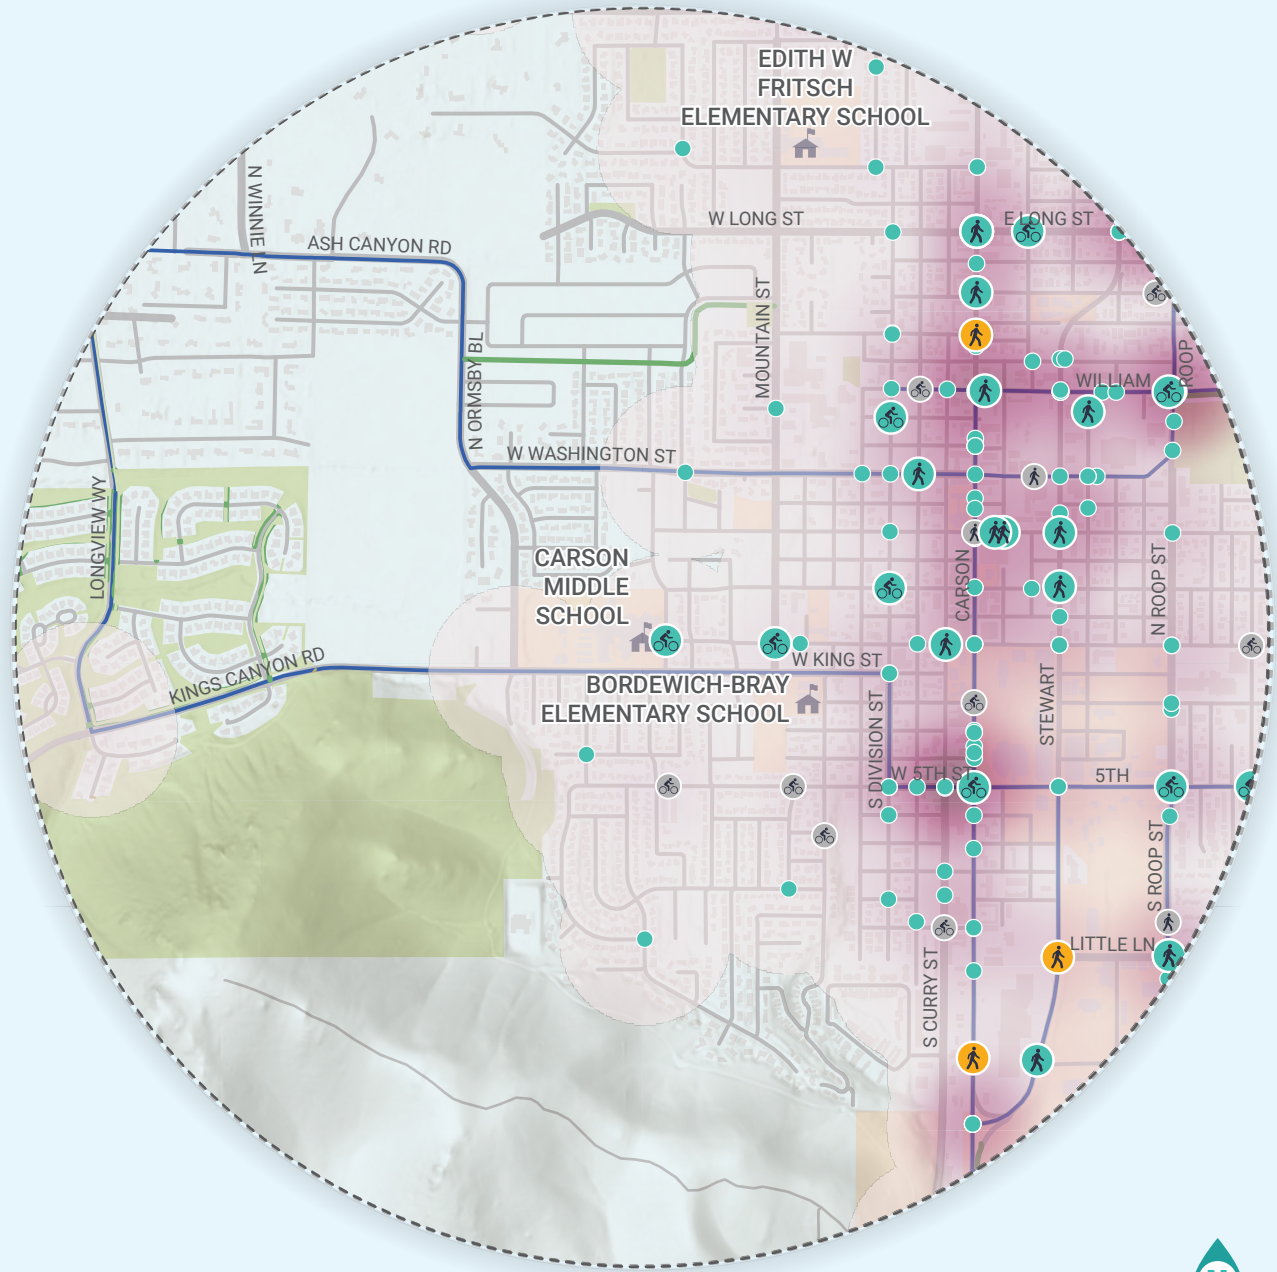 EDITH W
FRITSCH
ELEMENTARY SCHOOL
N WINNIE LN
W LONG ST
E LONG ST
ASH CANYON RD
MOUNTAIN ST
N ORMSBY BL
ROOP
WILLIAM
W WASHINGTON ST
LONGVIEW WY
CARSON
MIDDLE
SCHOOL
CARSON
N ROOP ST
KINGS CANYON RD
W KING ST
BORDEWICH-BRAY
ELEMENTARY SCHOOL
S DIVISION ST
STEWART
W 5TH ST
5TH
S ROOP ST
LITTLE LN
S CURRY ST